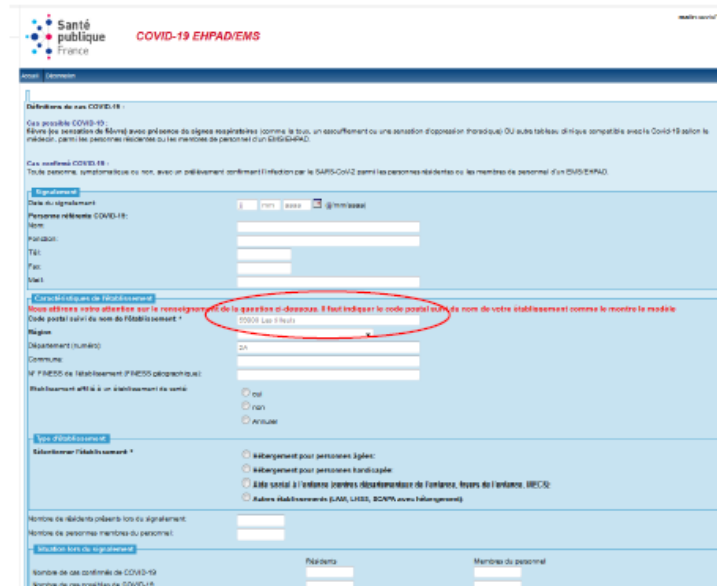 Santé
publique
France
COVID-19 EHPAD/EMS
Accueil Déconnexion
Définitions de cas COVID-19 :
Cas possible COVID-19 :
fièvre (ou sensation de fièvre) avec présence de signes respiratoires (comme la toux, un essoufflement ou une sensation d'oppression thoracique) OU autre tableau clinique compatible avec le Covid-19 selon le
médecin, parmi les personnes résidentes ou les membres de personnel d'un EMS/EHPAD.
Cas confirmé COVID-19 :
Toute personne, symptomatique ou non, avec un prélèvement confirmant l'infection par le SARS-CoV-2 parmi les personnes résidentes ou les membres de personnel d'un EMS/EHPAD.
Signalement
Date du signalement: jj mm aaaa (jj/mm/aaaa)
Personne référente COVID-19:
Nom:
Fonction:
Tél:
Fax:
Mail:
Caractéristiques de l'établissement
Nous attirons votre attention sur le renseignement de la question ci-dessous. Il faut indiquer le code postal suivi du nom de votre établissement comme le montre le modèle
Code postal suivi du nom de l'établissement *
Région
Département (numéro): 2A
Commune:
N° FINESS de l'établissement (FINESS géographique):
Etablissement affilié à un établissement de santé:
oui
non
Annuler
Type d'établissement
Sélectionner l'établissement *
Hébergement pour personnes âgées:
Hébergement pour personnes handicapée:
Aide social à l'enfance (centres départementaux de l'enfance, foyers de l'enfance, MECS):
Autres établissements (LAM, LHSS, SCAPA avec hébergement):
Nombre de résidents présents lors du signalement:
Nombre de personnes membres du personnel:
Situation lors du signalement
Résidents Membres du personnel
Nombre de cas confirmés de COVID-19
Nombre de cas possibles de COVID-19